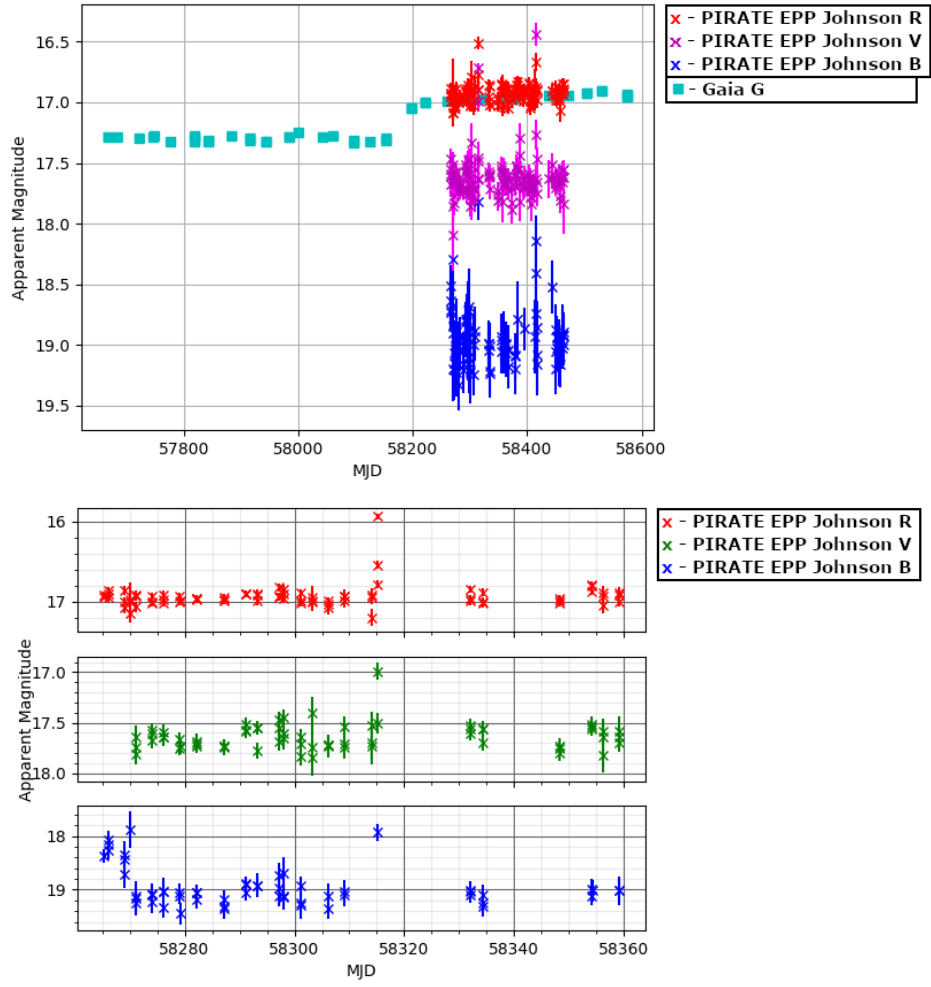 16.5
17.0
17.5
18.0
18.5
19.0
19.5
Apparent Magnitude
57800 58000 58200 58400 58600
MJD
x - PIRATE EPP Johnson R
x - PIRATE EPP Johnson V
x - PIRATE EPP Johnson B
- Gaia G
16
17
17.0
17.5
18.0
18
19
Apparent Magnitude
58280 58300 58320 58340 58360
MJD
x - PIRATE EPP Johnson R
x - PIRATE EPP Johnson V
x - PIRATE EPP Johnson B